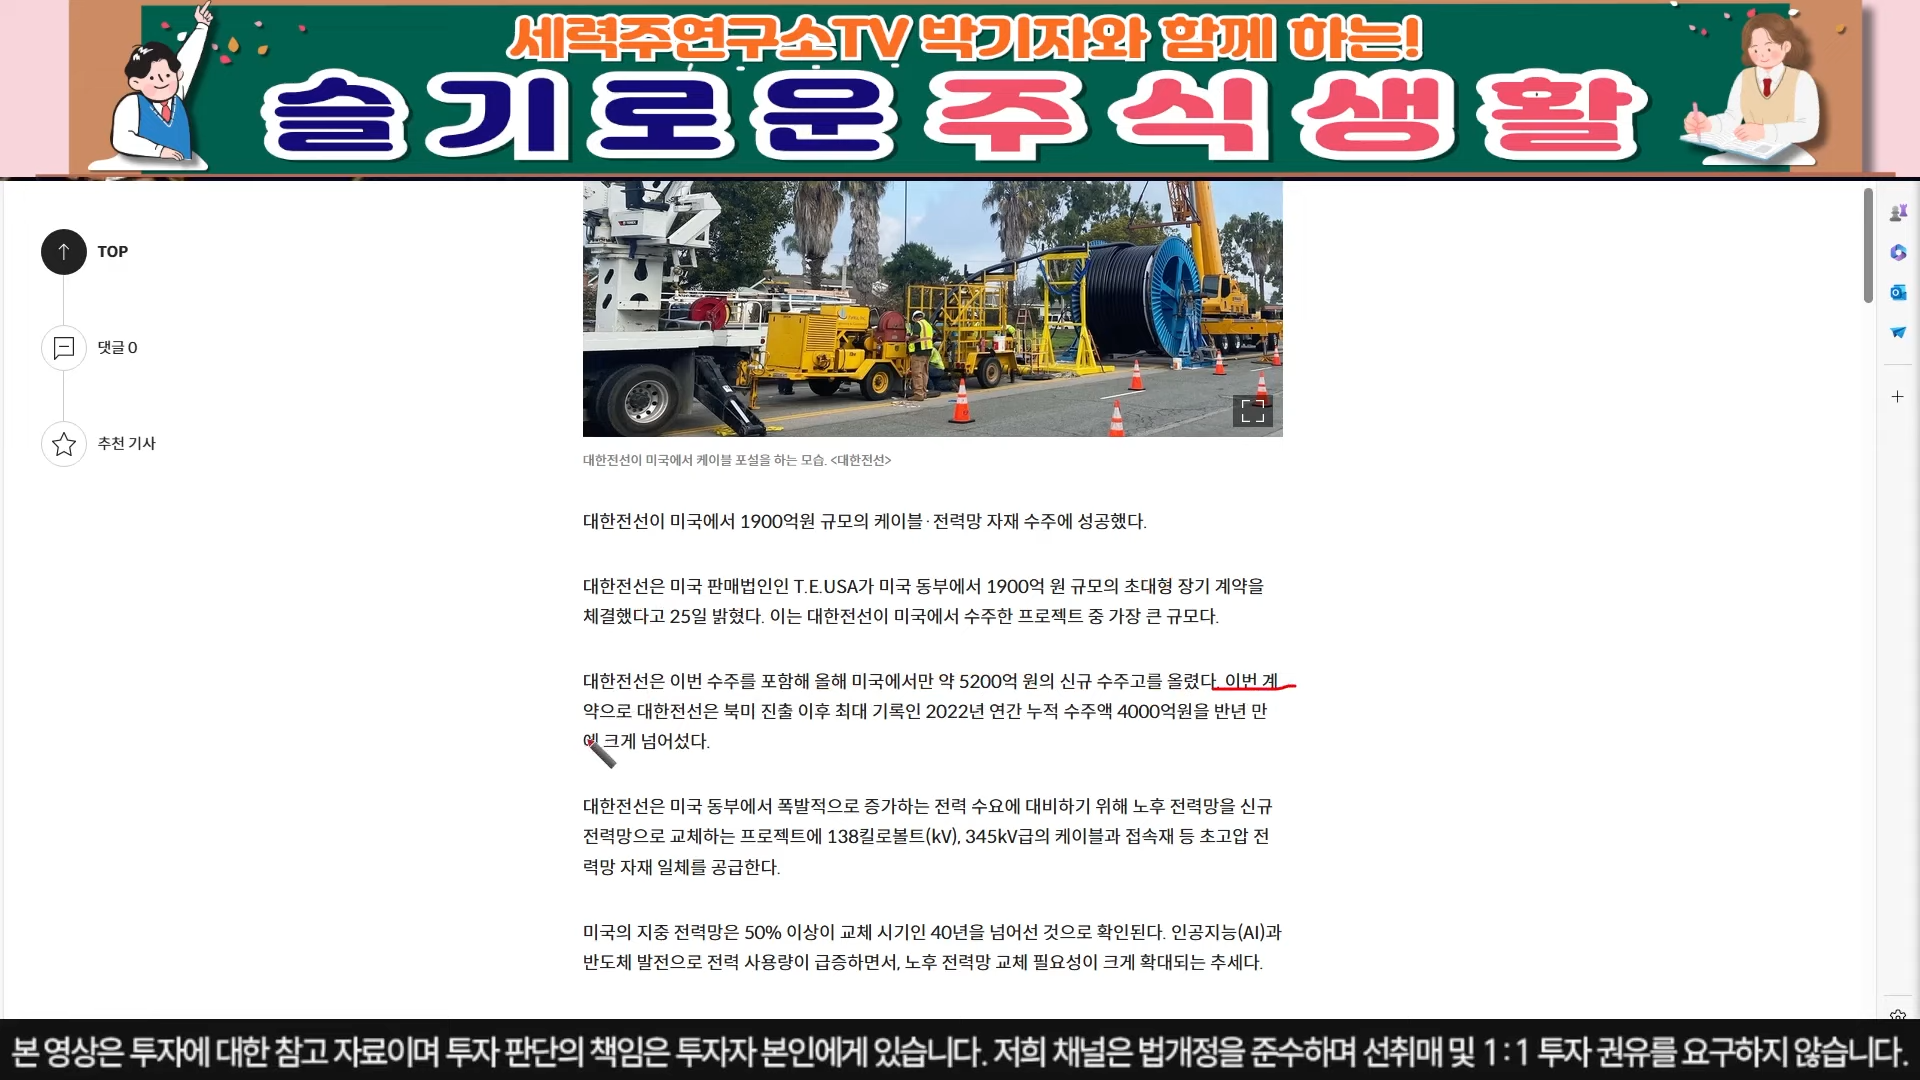 세력주연구소TV 박기자와 함께 하는!
슬기로운 주식생활
TOP
댓글 0
추천 기사
대한전선이 미국에서 케이블 포설을 하는 모습. <대한전선>
대한전선이 미국에서 1900억원 규모의 케이블·전력망 자재 수주에 성공했다.
대한전선은 미국 판매법인인 T.E.USA가 미국 동부에서 1900억 원 규모의 초대형 장기 계약을
체결했다고 25일 밝혔다. 이는 대한전선이 미국에서 수주한 프로젝트 중 가장 큰 규모다.
대한전선은 이번 수주를 포함해 올해 미국에서만 약 5200억 원의 신규 수주고를 올렸다. 이번 계
약으로 대한전선은 북미 진출 이후 최대 기록인 2022년 연간 누적 수주액 4000억원을 반년 만
에 크게 넘어섰다.
대한전선은 미국 동부에서 폭발적으로 증가하는 전력 수요에 대비하기 위해 노후 전력망을 신규
전력망으로 교체하는 프로젝트에 138킬로볼트(kV), 345kV급의 케이블과 접속재 등 초고압 전
력망 자재 일체를 공급한다.
미국의 지중 전력망은 50% 이상이 교체 시기인 40년을 넘어선 것으로 확인된다. 인공지능(AI)과
반도체 발전으로 전력 사용량이 급증하면서, 노후 전력망 교체 필요성이 크게 확대되는 추세다.
본 영상은 투자에 대한 참고 자료이며 투자 판단의 책임은 투자자 본인에게 있습니다. 저희 채널은 법개정을 준수하며 선취매 및 1:1 투자 권유를 요구하지 않습니다.